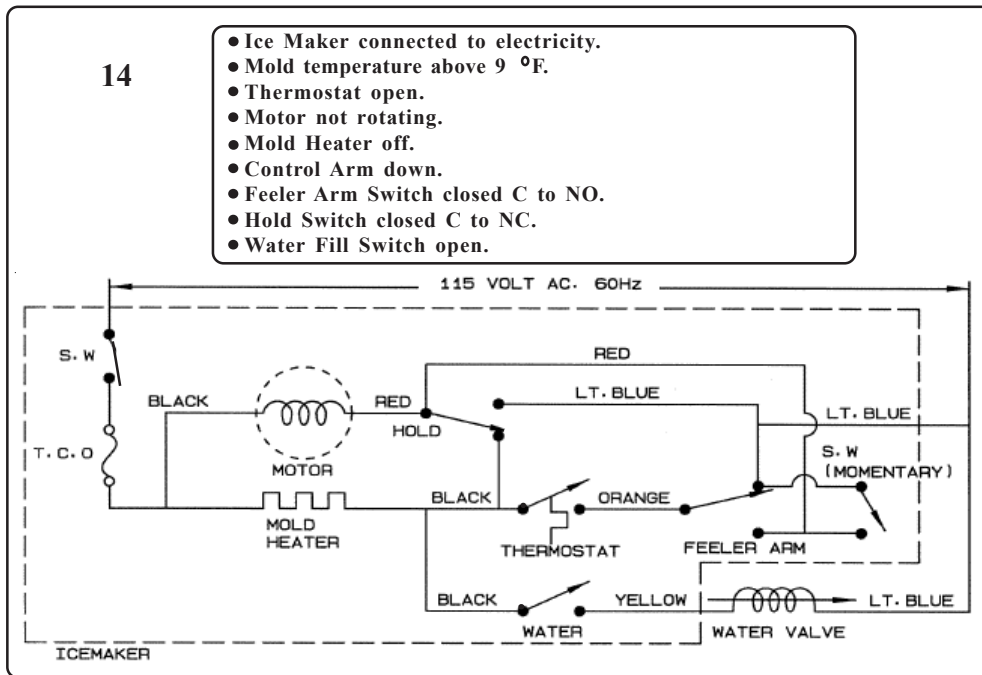 14
● Ice Maker connected to electricity.
● Mold temperature above 9 °F.
● Thermostat open.
● Motor not rotating.
● Mold Heater off.
● Control Arm down.
● Feeler Arm Switch closed C to NO.
● Hold Switch closed C to NC.
● Water Fill Switch open.
115 VOLT AC. 60Hz
S.W
RED
BLACK
RED
LT.BLUE
HOLD
LT.BLUE
T.C.O
MOTOR
S.W
(MOMENTARY)
BLACK
ORANGE
MOLD
HEATER
THERMOSTAT
FEELER ARM
BLACK
YELLOW
LT.BLUE
WATER
WATER VALVE
ICEMAKER